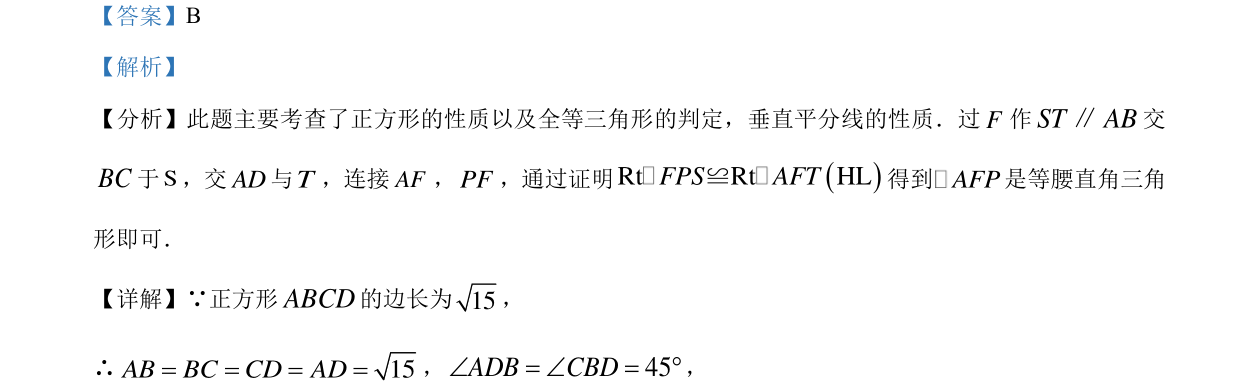 【答案】B
【解析】
【分析】此题主要考查了正方形的性质以及全等三角形的判定，垂直平分线的性质．过 F 作 ST∥AB 交
BC 于 S，交 AD 与 T，连接 AF，PF，通过证明 Rt□FPS≌Rt□AFT(HL) 得到□AFP 是等腰直角三角
形即可．
【详解】∵正方形 ABCD 的边长为 √15，
∴ AB = BC = CD = AD = √15，∠ADB = ∠CBD = 45°，